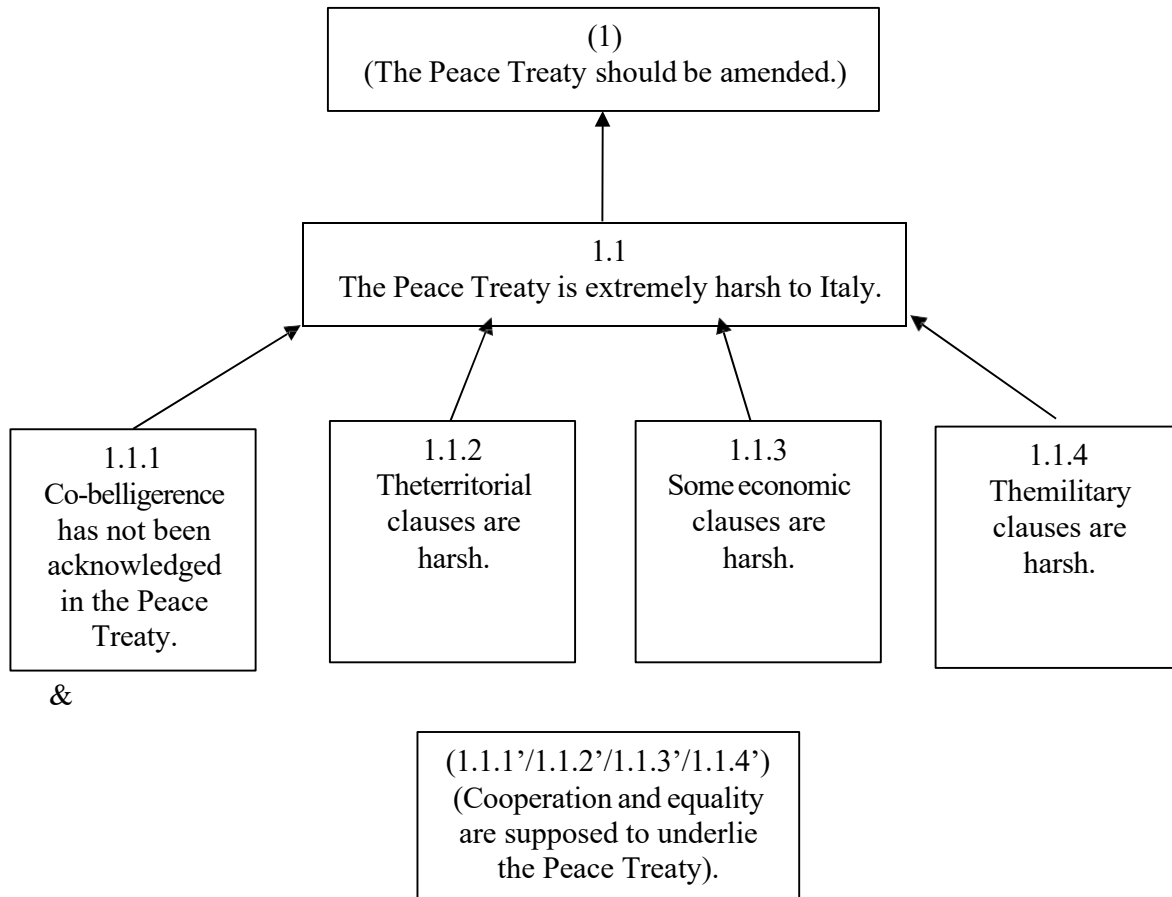 (1)
(The Peace Treaty should be amended.)
1.1
The Peace Treaty is extremely harsh to Italy.
1.1.1
Co-belligerence
has not been
acknowledged
in the Peace
Treaty.
1.1.2
Theterritorial
clauses are
harsh.
1.1.3
Some economic
clauses are
harsh.
1.1.4
Themilitary
clauses are
harsh.
&
(1.1.1’/1.1.2’/1.1.3’/1.1.4’)
(Cooperation and equality
are supposed to underlie
the Peace Treaty).